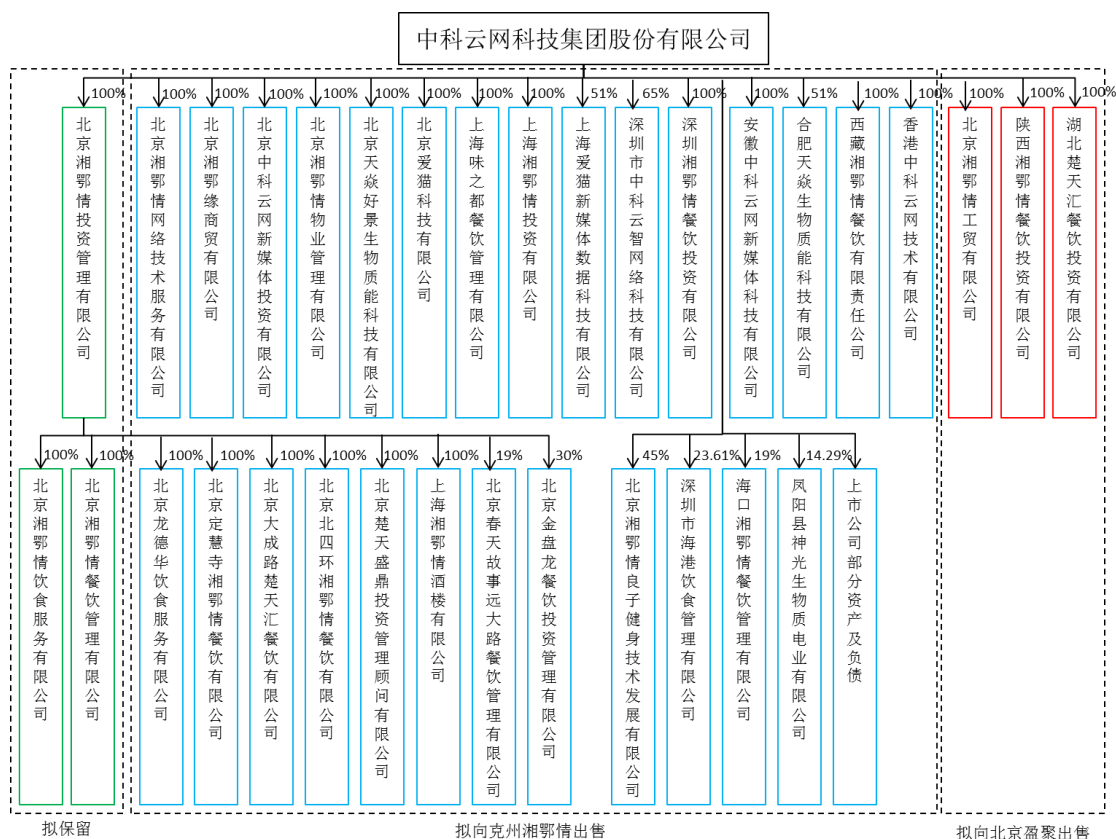 中科云网科技集团股份有限公司
100%
100%
100%
100%
100%
100%
100%
100%
100%
51%
65%
100%
100%
51%
100%
100%
100%
100%
100%
北京湘鄂情投资管理有限公司
北京湘鄂情网络技术服务有限公司
北京湘鄂缘商贸有限公司
北京中科云网新媒体投资有限公司
北京湘鄂情物业管理有限公司
北京天焱好景生物质能科技有限公司
北京爱猫科技有限公司
上海味之都餐饮管理有限公司
上海湘鄂情投资有限公司
上海爱猫新媒体数据科技有限公司
深圳市中科云智网络科技有限公司
深圳湘鄂情餐饮投资有限公司
安徽中科云网新媒体科技有限公司
合肥天焱生物质能科技有限公司
西藏湘鄂情餐饮有限责任公司
香港中科云网技术有限公司
北京湘鄂情工贸有限公司
陕西湘鄂情餐饮投资有限公司
湖北楚天汇餐饮投资有限公司
100%
100%
100%
100%
100%
100%
100%
100%
19%
30%
45%
23.61%
19%
14.29%
北京湘鄂情饮食服务有限公司
北京湘鄂情餐饮管理有限公司
北京龙德华饮食服务有限公司
北京定慧寺湘鄂情餐饮有限公司
北京大成路楚天汇餐饮有限公司
北京北四环湘鄂情餐饮有限公司
北京楚天盛鼎投资管理顾问有限公司
上海湘鄂情酒楼有限公司
北京春天故事远大路餐饮管理有限公司
北京金盘龙餐饮投资管理有限公司
北京湘鄂情良子健身技术发展有限公司
深圳市海港饮食管理有限公司
海口湘鄂情餐饮管理有限公司
凤阳县神光生物质电业有限公司
上市公司部分资产及负债
拟保留
拟向克州湘鄂情出售
拟向北京盈聚出售